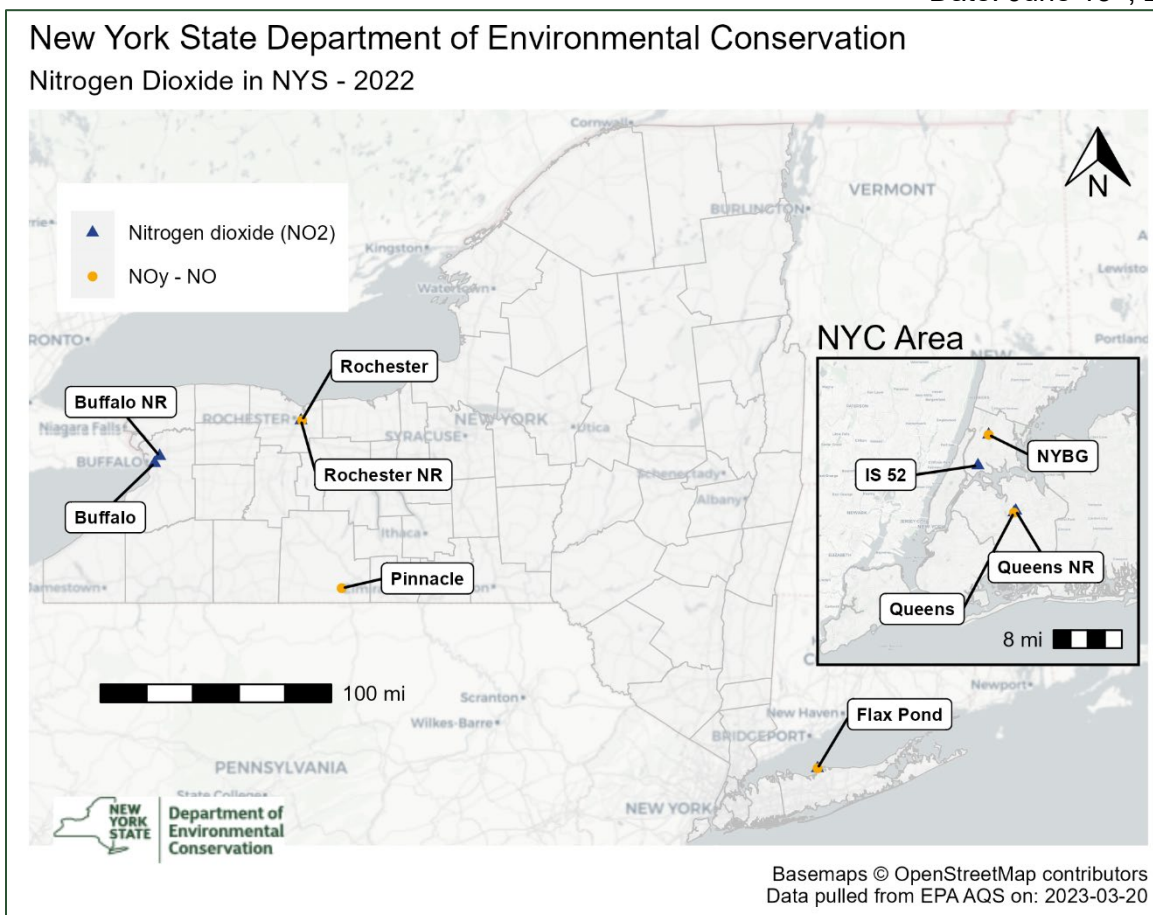 New York State Department of Environmental Conservation
Nitrogen Dioxide in NYS - 2022
Cornwall
N
VERMONT
BURLINGTON
Nitrogen dioxide (NO2)
NOy - NO
Kingston
Watertown
Lewisto
Portland
RONTO
NYC Area
Rochester
Buffalo NR
ROCHESTER
NEW YORK
Niagara Falls
SYRACUSE
Utica
NYBG
BUFFALO
Rochester NR
IS 52
Schenectady
Albany
Buffalo
Ithaca
Queens NR
Pinnacle
Jamestown
Queens
8 mi
100 mi
Newport
Scranton
New Haven
Flax Pond
Wilkes-Barre
BRIDGEPORT
PENNSYLVANIA
State College
NEW YORK
NEW
YORK
STATE
Department of
Environmental
Conservation
Basemaps © OpenStreetMap contributors
Data pulled from EPA AQS on: 2023-03-20